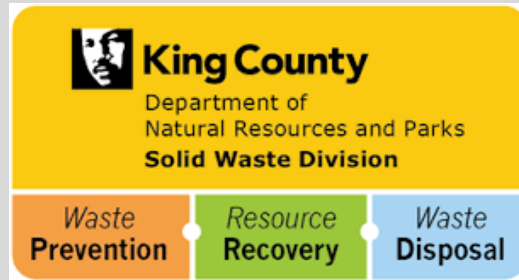 King County
Department of
Natural Resources and Parks
Solid Waste Division
Waste
Prevention
Resource
Recovery
Waste
Disposal